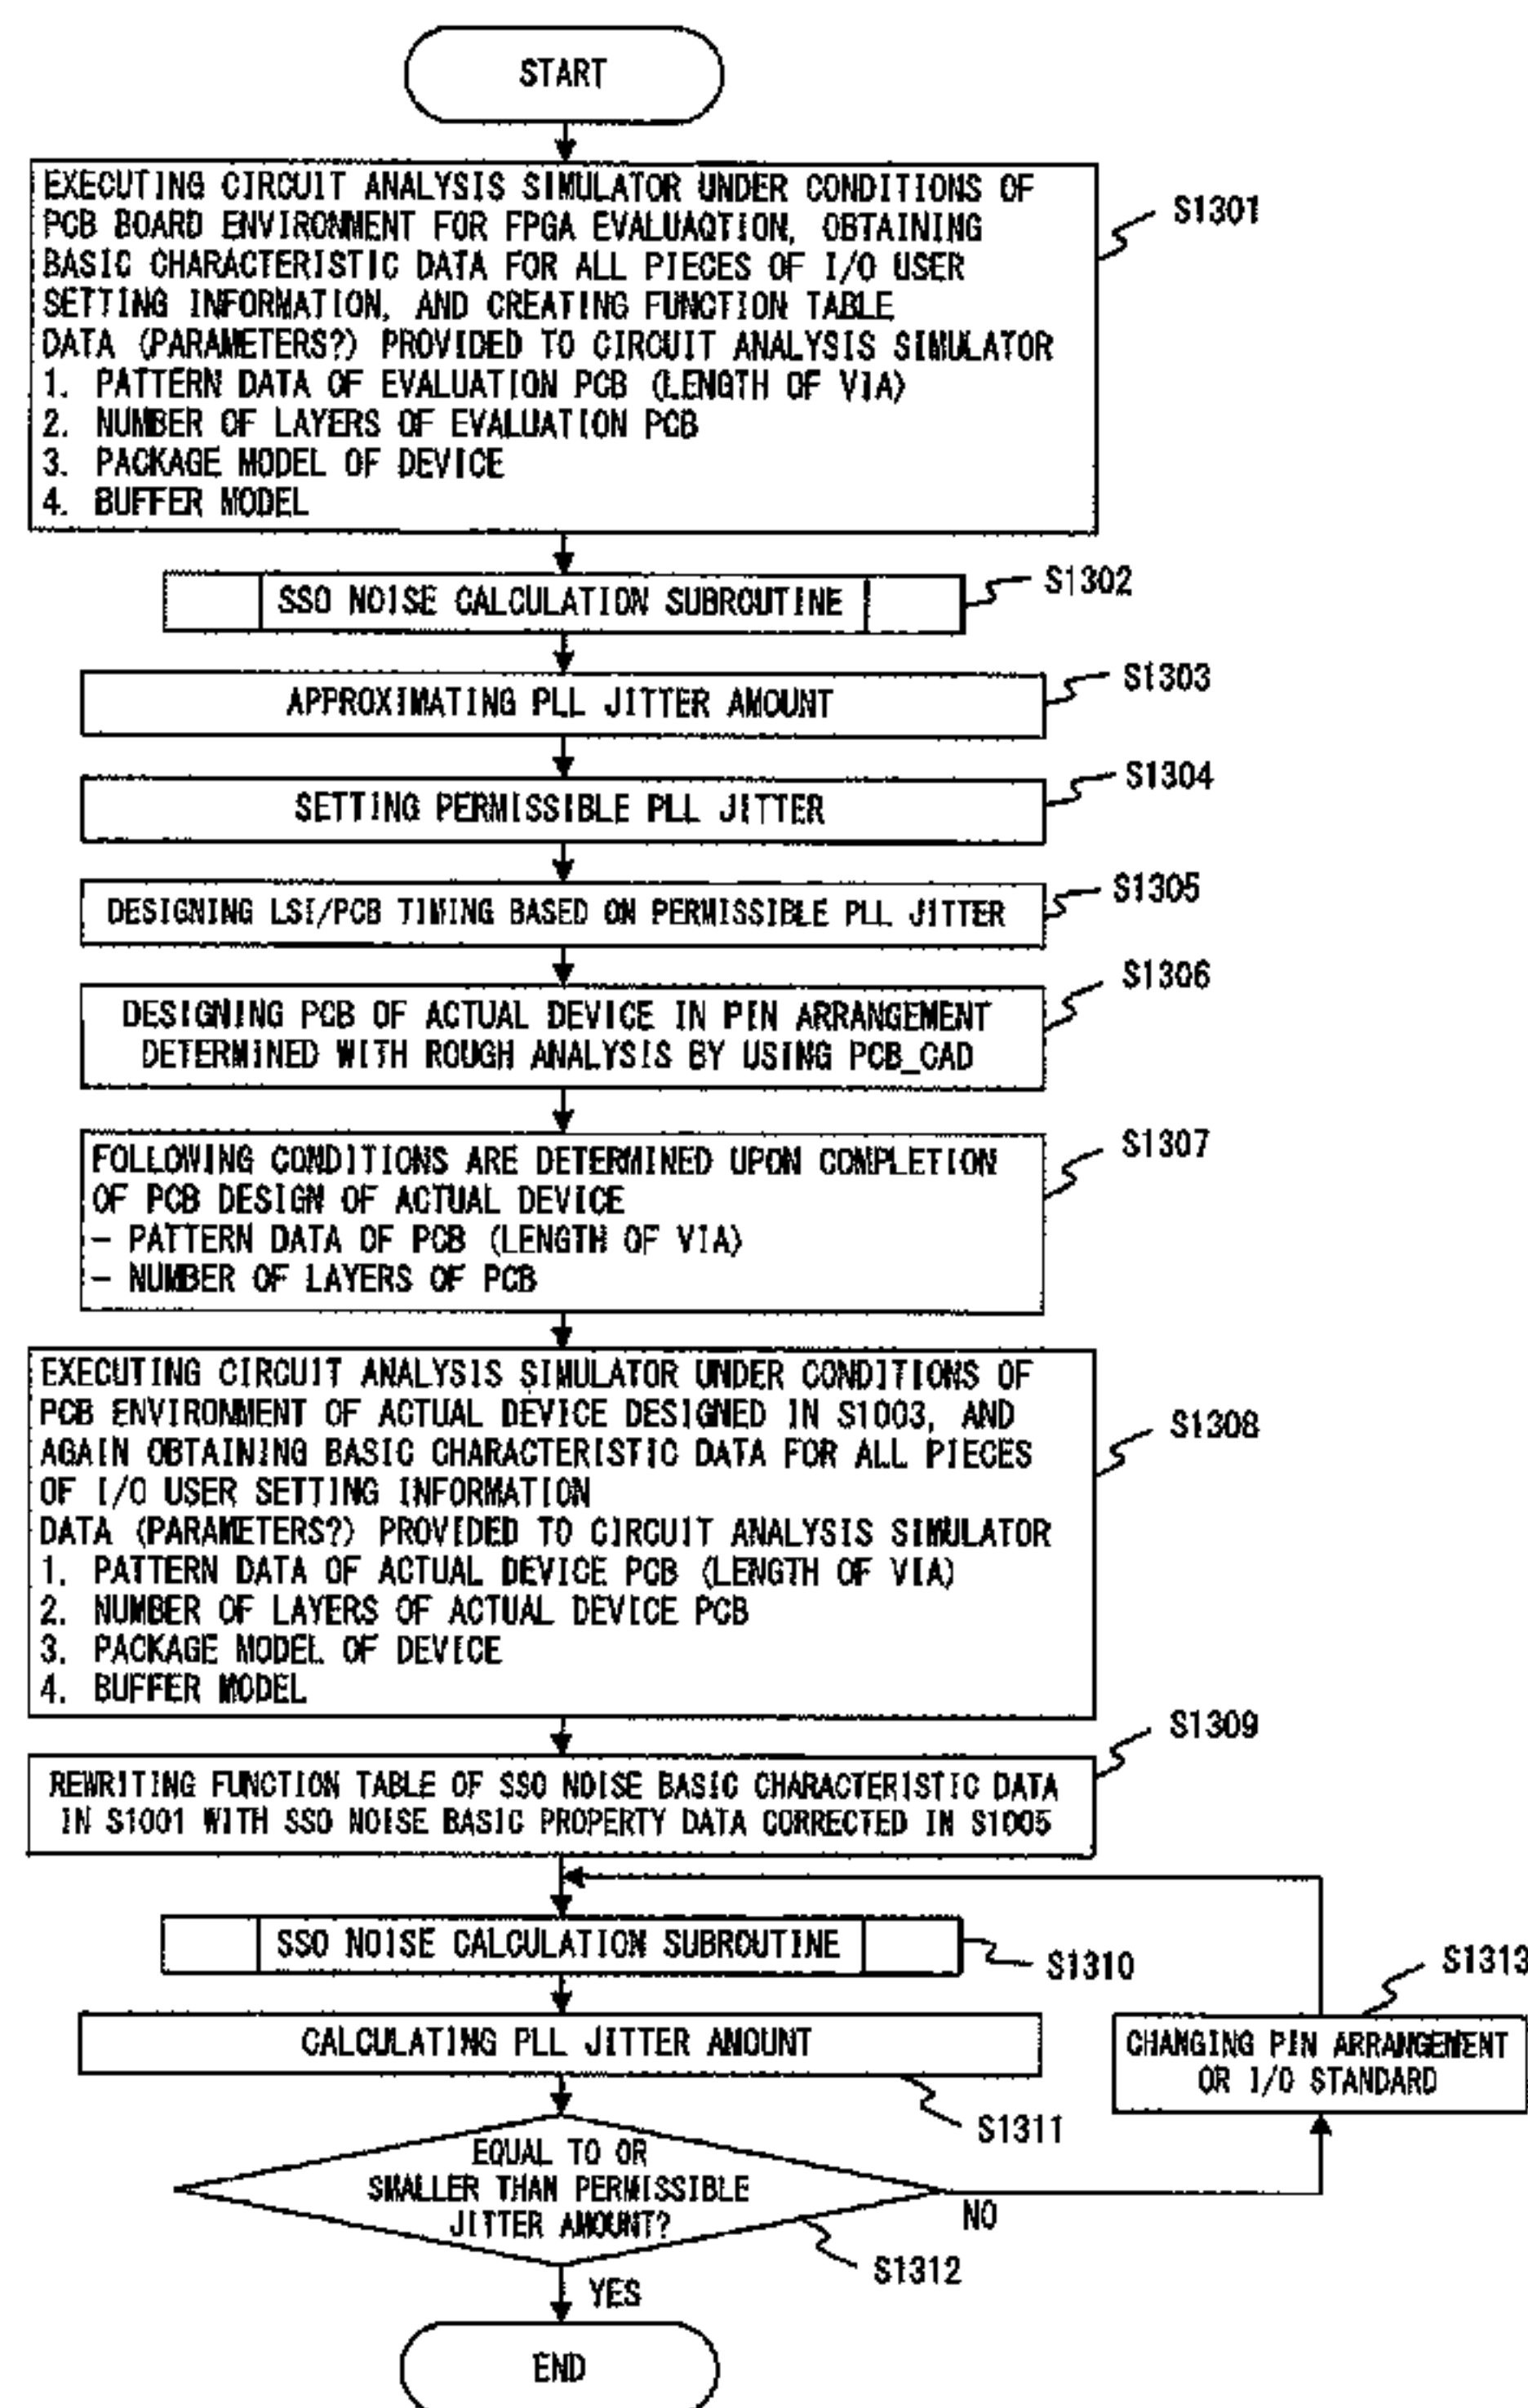 START
EXECUTING CIRCUIT ANALYSIS SIMULATOR UNDER CONDITIONS OF
PCB BOARD ENVIRONMENT FOR FPGA EVALUAQTION, OBTAINING
BASIC CHARACTERISTIC DATA FOR ALL PIECES OF I/O USER
SETTING INFORMATION, AND CREATING FUNCTION TABLE
DATA (PARAMETERS?) PROVIDED TO CIRCUIT ANALYSIS SIMULATOR
1. PATTERN DATA OF EVALUATION PCB (LENGTH OF VIA)
2. NUMBER OF LAYERS OF EVALUATION PCB
3. PACKAGE MODEL OF DEVICE
4. BUFFER MODEL
S1301
SSO NOISE CALCULATION SUBROUTINE
S1302
APPROXIMATING PLL JITTER AMOUNT
S1303
SETTING PERMISSIBLE PLL JITTER
S1304
DESIGNING LSI/PCB TIMING BASED ON PERMISSIBLE PLL JITTER
S1305
DESIGNING PCB OF ACTUAL DEVICE IN PIN ARRANGEMENT
DETERMINED WITH ROUGH ANALYSIS BY USING PCB_CAD
S1306
FOLLOWING CONDITIONS ARE DETERMINED UPON COMPLETION
OF PCB DESIGN OF ACTUAL DEVICE
- PATTERN DATA OF PCB (LENGTH OF VIA)
- NUMBER OF LAYERS OF PCB
S1307
EXECUTING CIRCUIT ANALYSIS SIMULATOR UNDER CONDITIONS OF
PCB ENVIRONMENT OF ACTUAL DEVICE DESIGNED IN S1003, AND
AGAIN OBTAINING BASIC CHARACTERISTIC DATA FOR ALL PIECES
OF I/O USER SETTING INFORMATION
DATA (PARAMETERS?) PROVIDED TO CIRCUIT ANALYSIS SIMULATOR
1. PATTERN DATA OF ACTUAL DEVICE PCB (LENGTH OF VIA)
2. NUMBER OF LAYERS OF ACTUAL DEVICE PCB
3. PACKAGE MODEL OF DEVICE
4. BUFFER MODEL
S1308
REWRITING FUNCTION TABLE OF SSO NOISE BASIC CHARACTERISTIC DATA
IN S1001 WITH SSO NOISE BASIC PROPERTY DATA CORRECTED IN S1005
S1309
SSO NOISE CALCULATION SUBROUTINE
S1310
CALCULATING PLL JITTER AMOUNT
S1311
EQUAL TO OR
SMALLER THAN PERMISSIBLE
JITTER AMOUNT?
S1312
NO
CHANGING PIN ARRANGEMENT
OR I/O STANDARD
S1313
YES
END